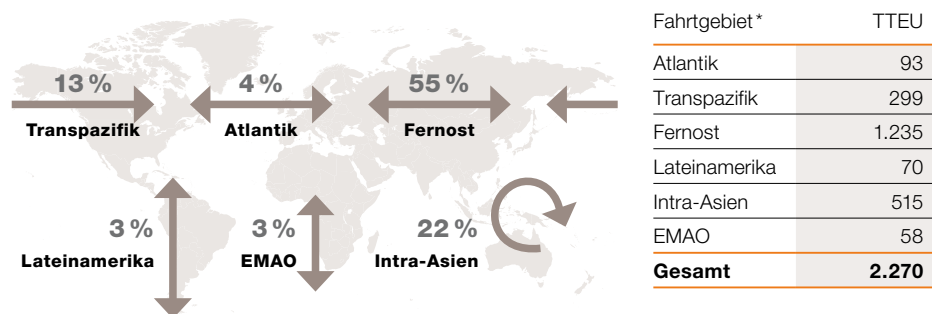 13 %
4 %
55 %
Transpazifik
Atlantik
Fernost
3 %
3 %
22 %
Lateinamerika
EMAO
Intra-Asien
Fahrtgebiet* TTEU
Atlantik 93
Transpazifik 299
Fernost 1.235
Lateinamerika 70
Intra-Asien 515
EMAO 58
Gesamt 2.270